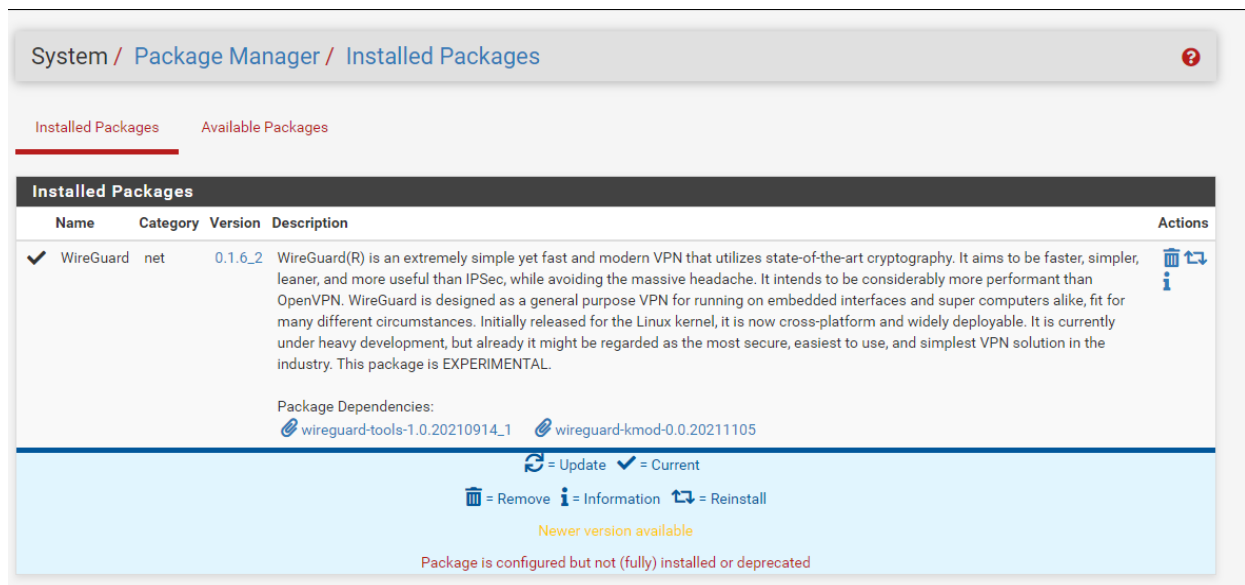 System / Package Manager / Installed Packages
Installed Packages Available Packages
Installed Packages
Name Category Version Description Actions
WireGuard net 0.1.6_2 WireGuard(R) is an extremely simple yet fast and modern VPN that utilizes state-of-the-art cryptography. It aims to be faster, simpler,
leaner, and more useful than IPSec, while avoiding the massive headache. It intends to be considerably more performant than
OpenVPN. WireGuard is designed as a general purpose VPN for running on embedded interfaces and super computers alike, fit for
many different circumstances. Initially released for the Linux kernel, it is now cross-platform and widely deployable. It is currently
under heavy development, but already it might be regarded as the most secure, easiest to use, and simplest VPN solution in the
industry. This package is EXPERIMENTAL.
Package Dependencies:
wireguard-tools-1.0.20210914_1 wireguard-kmod-0.0.20211105
= Update = Current
= Remove = Information = Reinstall
Newer version available
Package is configured but not (fully) installed or deprecated